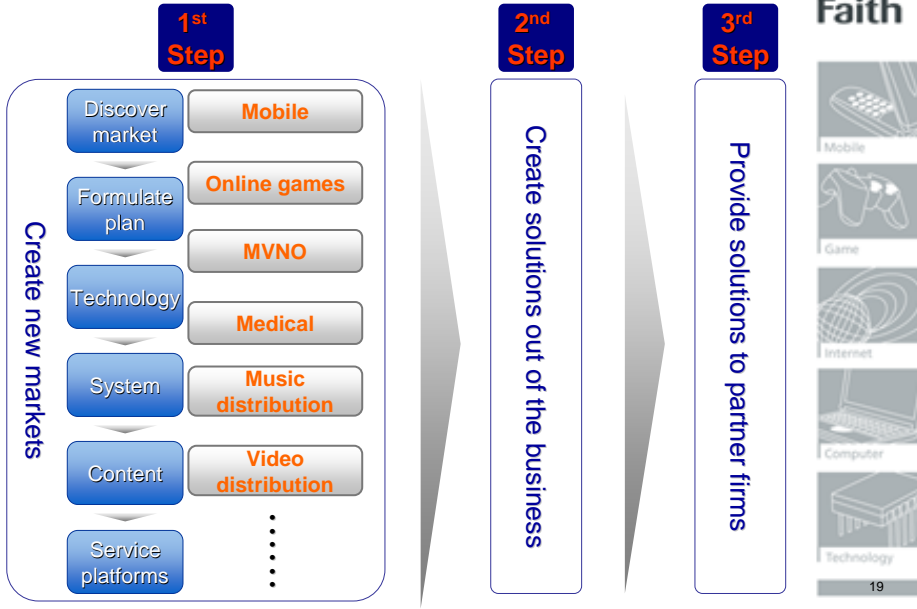 1st
Step
2nd
Step
3rd
Step
Faith
Create new markets
Discover
market
Formulate
plan
Technology
System
Content
Service
platforms
Mobile
Online games
MVNO
Medical
Music
distribution
Video
distribution
Create solutions out of the business
Provide solutions to partner firms
Mobile
Game
Internet
Computer
Technology
19